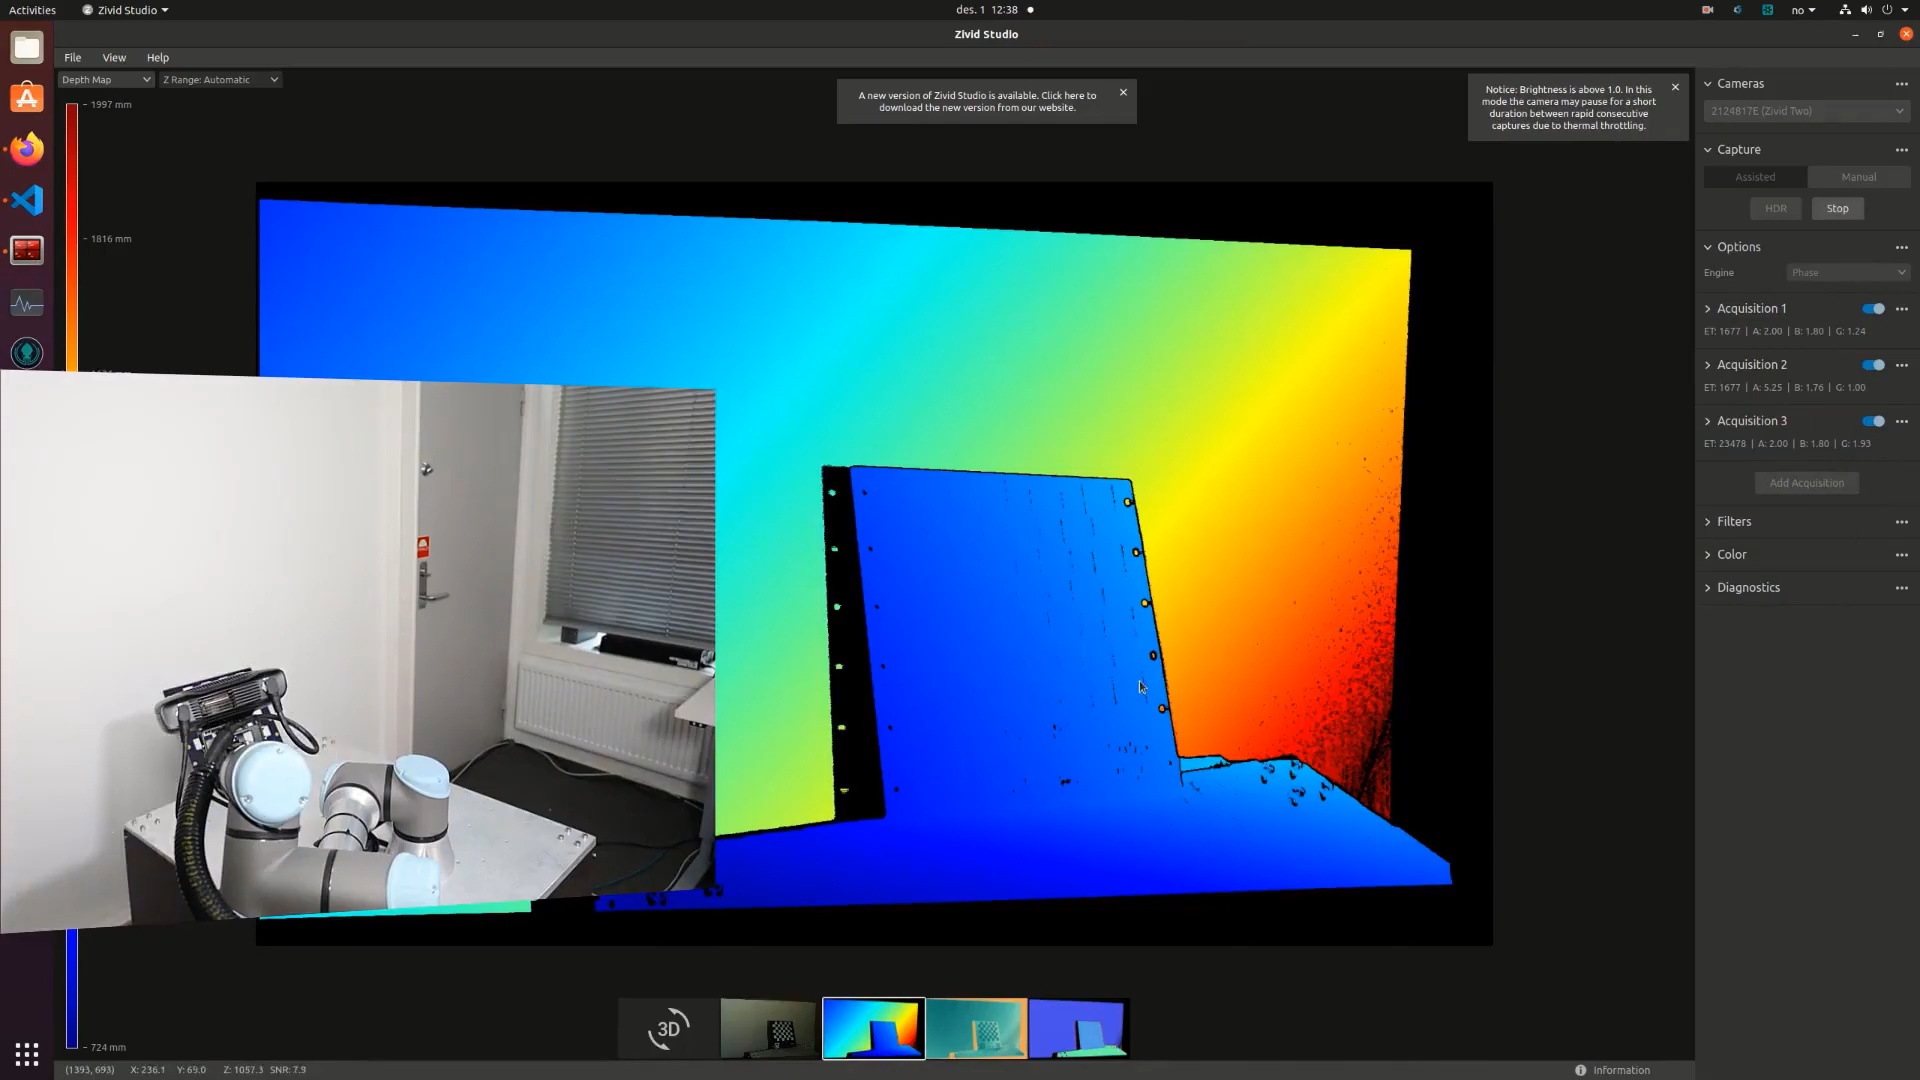 Activities
Zivid Studio
des. 1 12:38
no
Zivid Studio
File View Help
Depth Map
Z Range: Automatic
1997 mm
1816 mm
724 mm
A new version of Zivid Studio is available. Click here to
download the new version from our website.
Notice: Brightness is above 1.0. In this
mode the camera may pause for a short
duration between rapid consecutive
captures due to thermal throttling.
Cameras
2124817E (Zivid Two)
Capture
Assisted
Manual
HDR
Stop
Options
Engine
Phase
Acquisition 1
ET: 1677 | A: 2.00 | B: 1.80 | G: 1.24
Acquisition 2
ET: 1677 | A: 5.25 | B: 1.76 | G: 1.00
Acquisition 3
ET: 23478 | A: 2.00 | B: 1.80 | G: 1.93
Add Acquisition
Filters
Color
Diagnostics
3D
(1393, 693) X: 236.1 Y: 69.0 Z: 1057.3 SNR: 7.9
Information